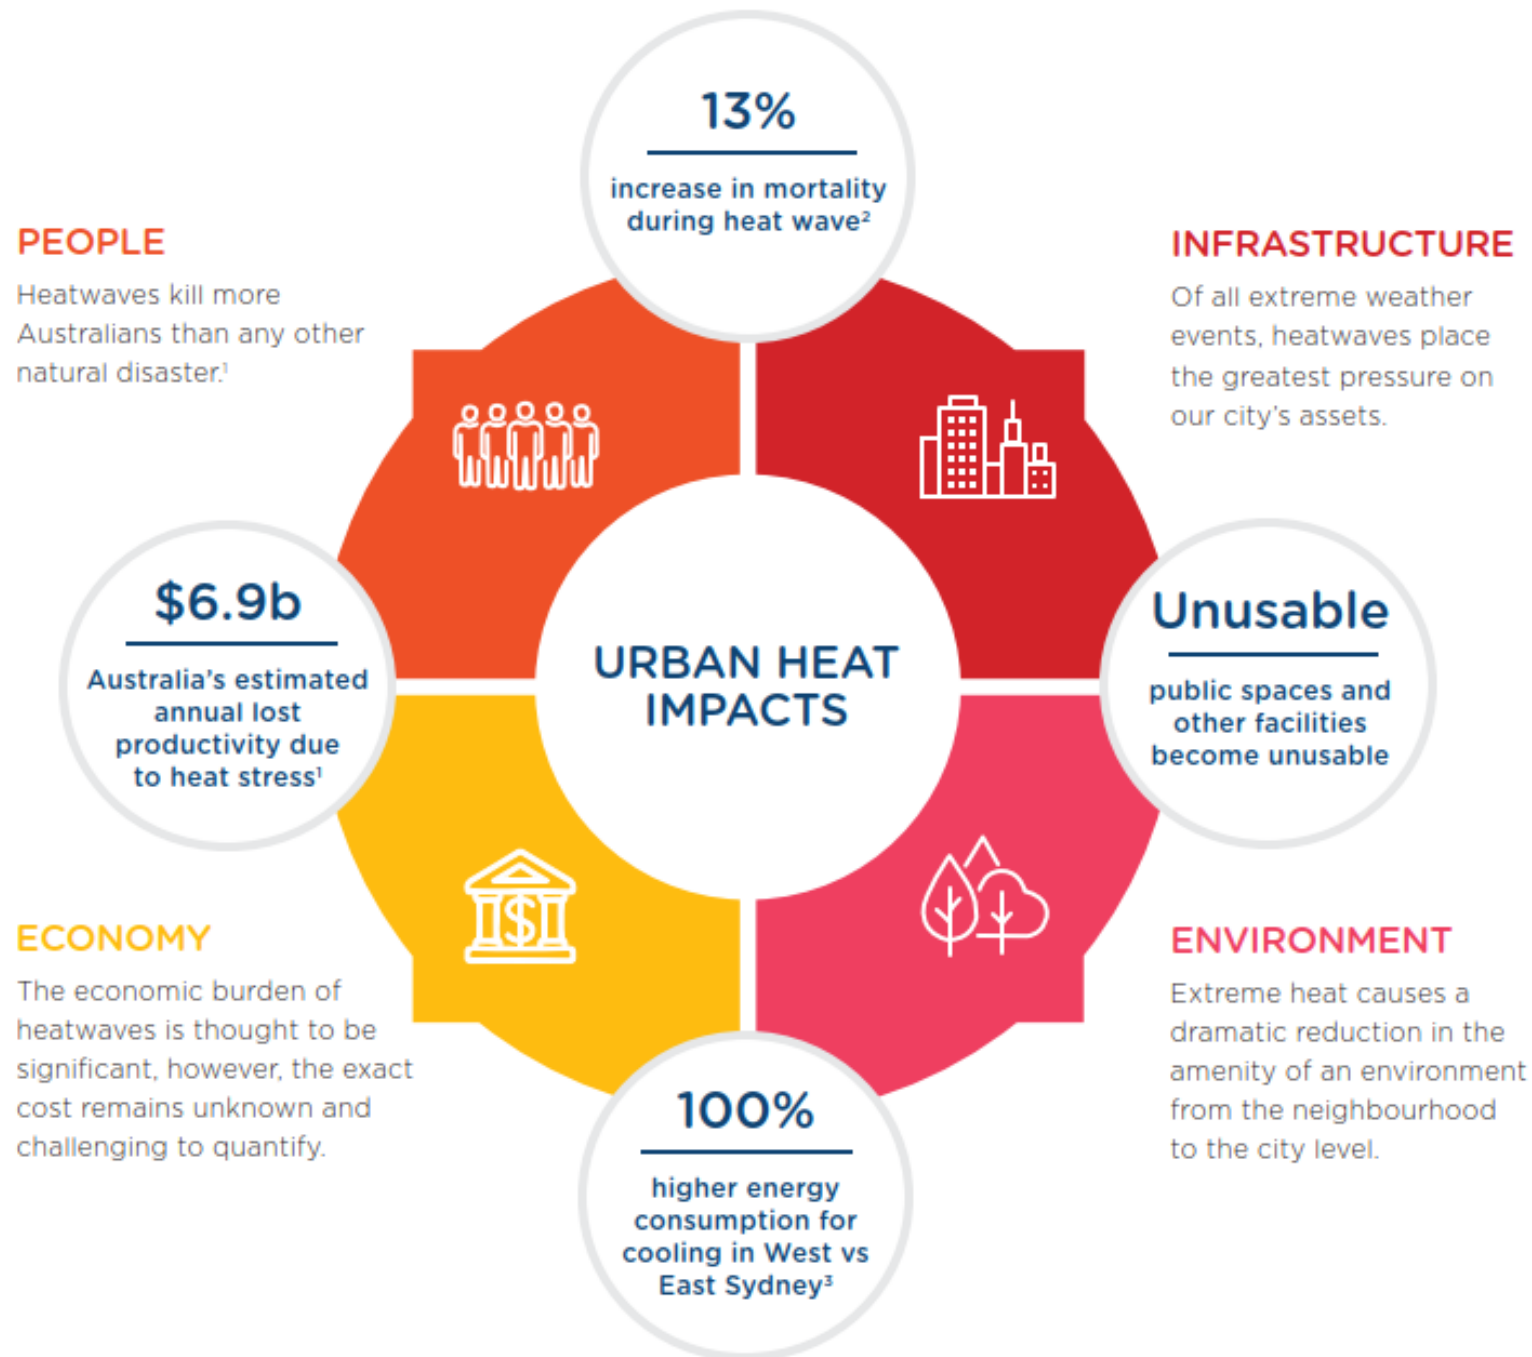 13%
increase in mortality
during heat wave²
PEOPLE
Heatwaves kill more
Australians than any other
natural disaster.¹
INFRASTRUCTURE
Of all extreme weather
events, heatwaves place
the greatest pressure on
our city's assets.
$6.9b
Australia's estimated
annual lost
productivity due
to heat stress¹
URBAN HEAT
IMPACTS
Unusable
public spaces and
other facilities
become unusable
ECONOMY
The economic burden of
heatwaves is thought to be
significant, however, the exact
cost remains unknown and
challenging to quantify.
ENVIRONMENT
Extreme heat causes a
dramatic reduction in the
amenity of an environment
from the neighbourhood
to the city level.
$
100%
higher energy
consumption for
cooling in West vs
East Sydney³